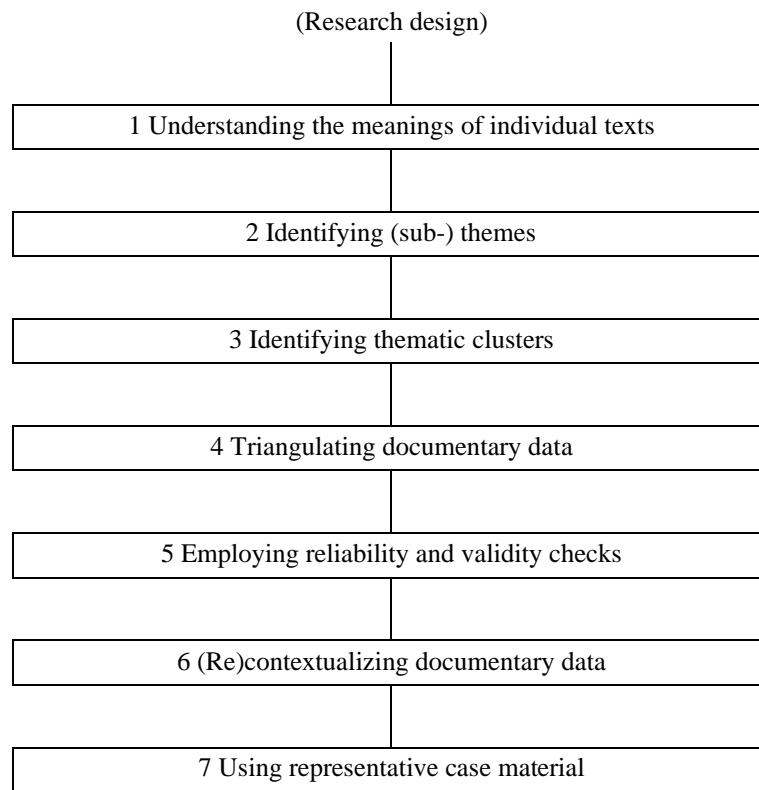 (Research design)
1 Understanding the meanings of individual texts
2 Identifying (sub-) themes
3 Identifying thematic clusters
4 Triangulating documentary data
5 Employing reliability and validity checks
6 (Re)contextualizing documentary data
7 Using representative case material